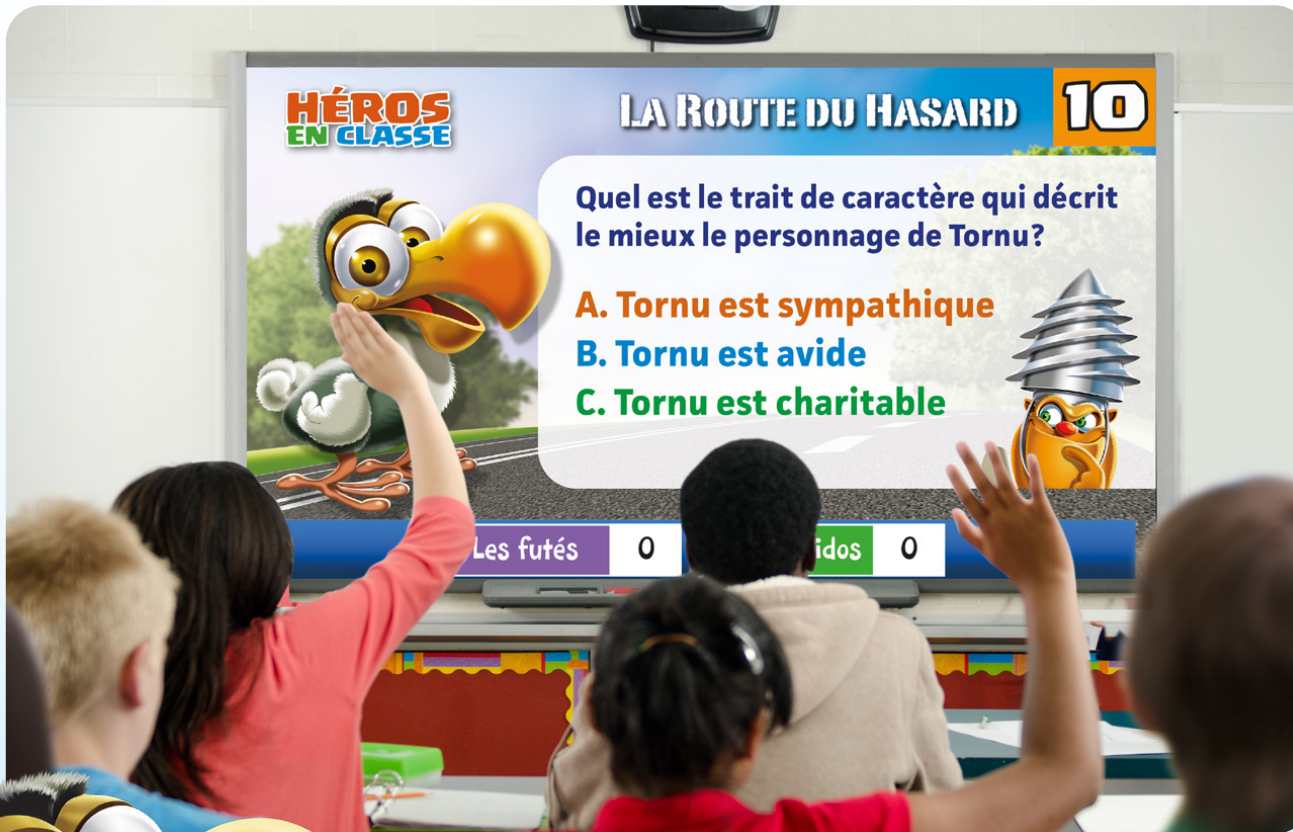 HÉROS
EN CLASSE
LA ROUTE DU HASARD
10
Quel est le trait de caractère qui décrit
le mieux le personnage de Tornu?
A. Tornu est sympathique
B. Tornu est avide
C. Tornu est charitable
Les futés 0 0